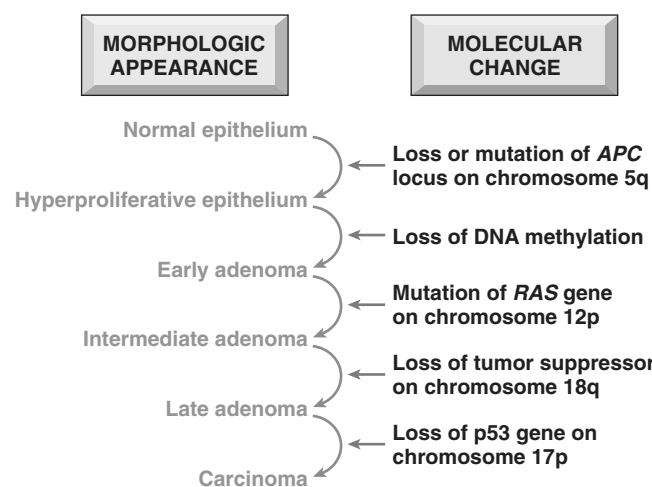 MORPHOLOGIC
APPEARANCE
MOLECULAR
CHANGE
Normal epithelium
Loss or mutation of APC
locus on chromosome 5q
Hyperproliferative epithelium
Loss of DNA methylation
Early adenoma
Mutation of RAS gene
on chromosome 12p
Intermediate adenoma
Loss of tumor suppressor
on chromosome 18q
Late adenoma
Loss of p53 gene on
chromosome 17p
Carcinoma